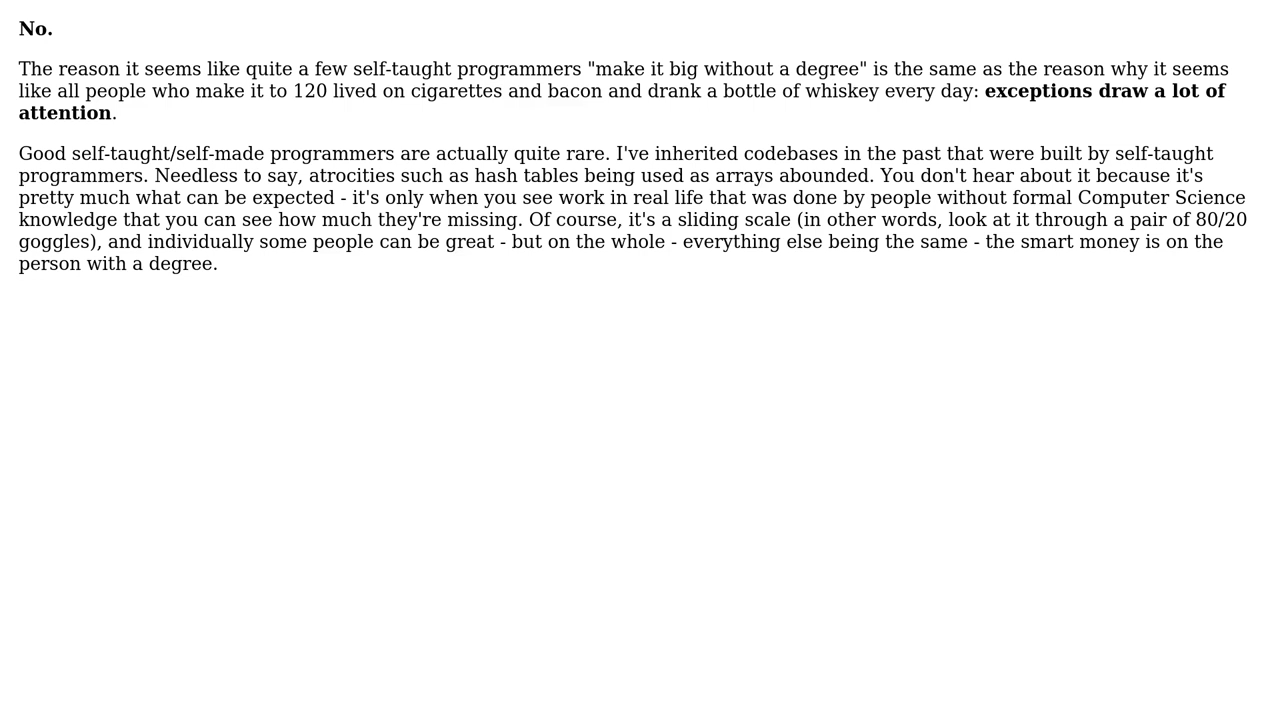 No.
The reason it seems like quite a few self-taught programmers "make it big without a degree" is the same as the reason why it seems
like all people who make it to 120 lived on cigarettes and bacon and drank a bottle of whiskey every day: exceptions draw a lot of
attention.
Good self-taught/self-made programmers are actually quite rare. I've inherited codebases in the past that were built by self-taught
programmers. Needless to say, atrocities such as hash tables being used as arrays abounded. You don't hear about it because it's
pretty much what can be expected - it's only when you see work in real life that was done by people without formal Computer Science
knowledge that you can see how much they're missing. Of course, it's a sliding scale (in other words, look at it through a pair of 80/20
goggles), and individually some people can be great - but on the whole - everything else being the same - the smart money is on the
person with a degree.